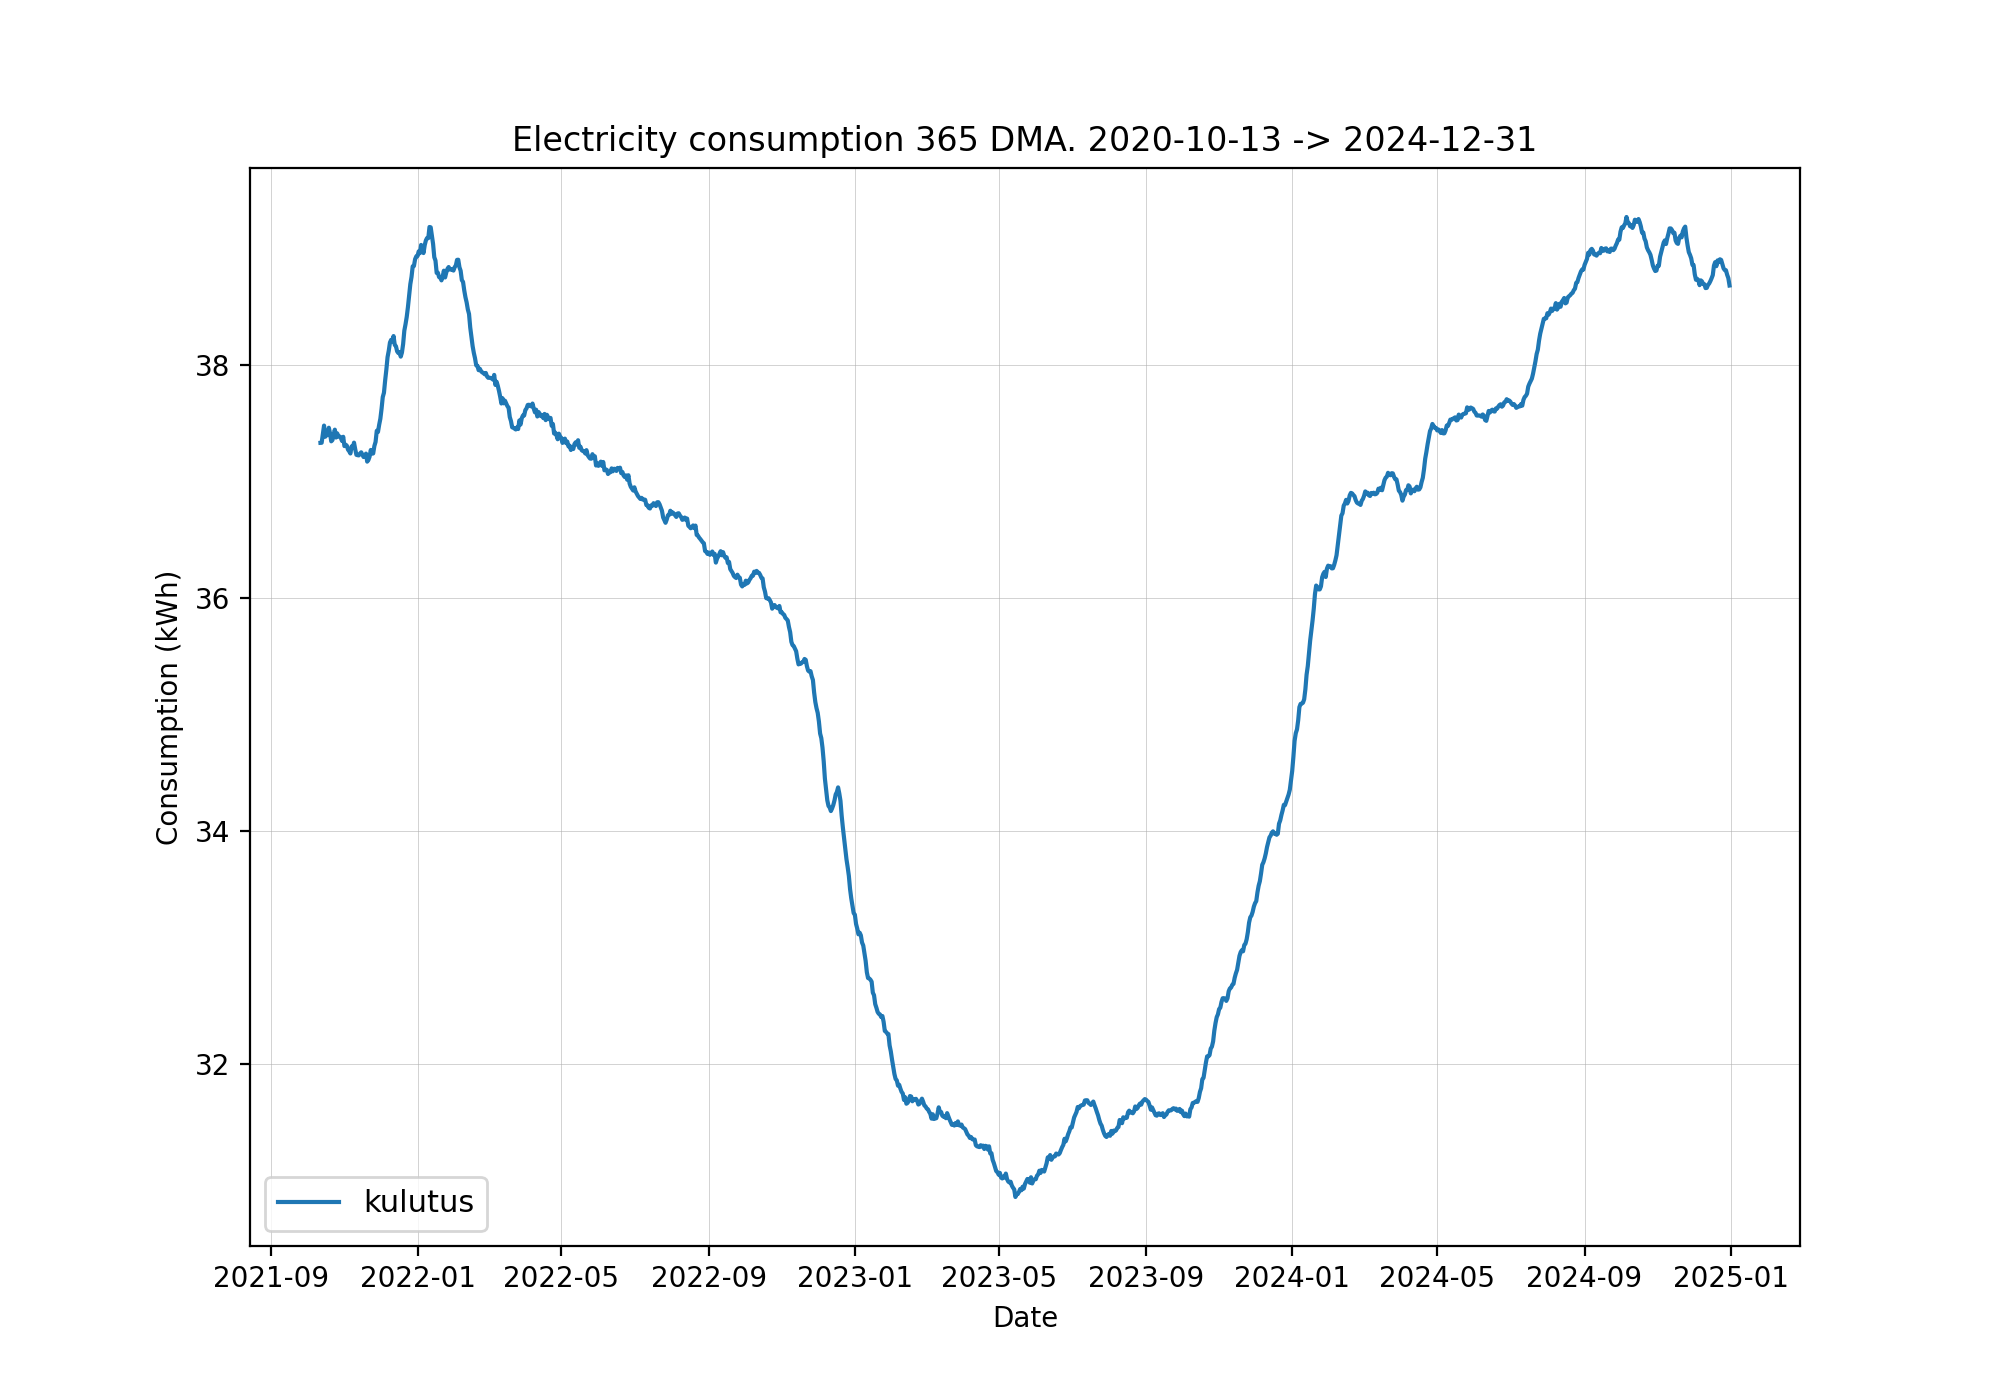 Electricity consumption 365 DMA. 2020-10-13 -> 2024-12-31
Consumption (kWh)
38
36
34
32
kulutus
2021-09 2022-01 2022-05 2022-09 2023-01 2023-05 2023-09 2024-01 2024-05 2024-09 2025-01
Date